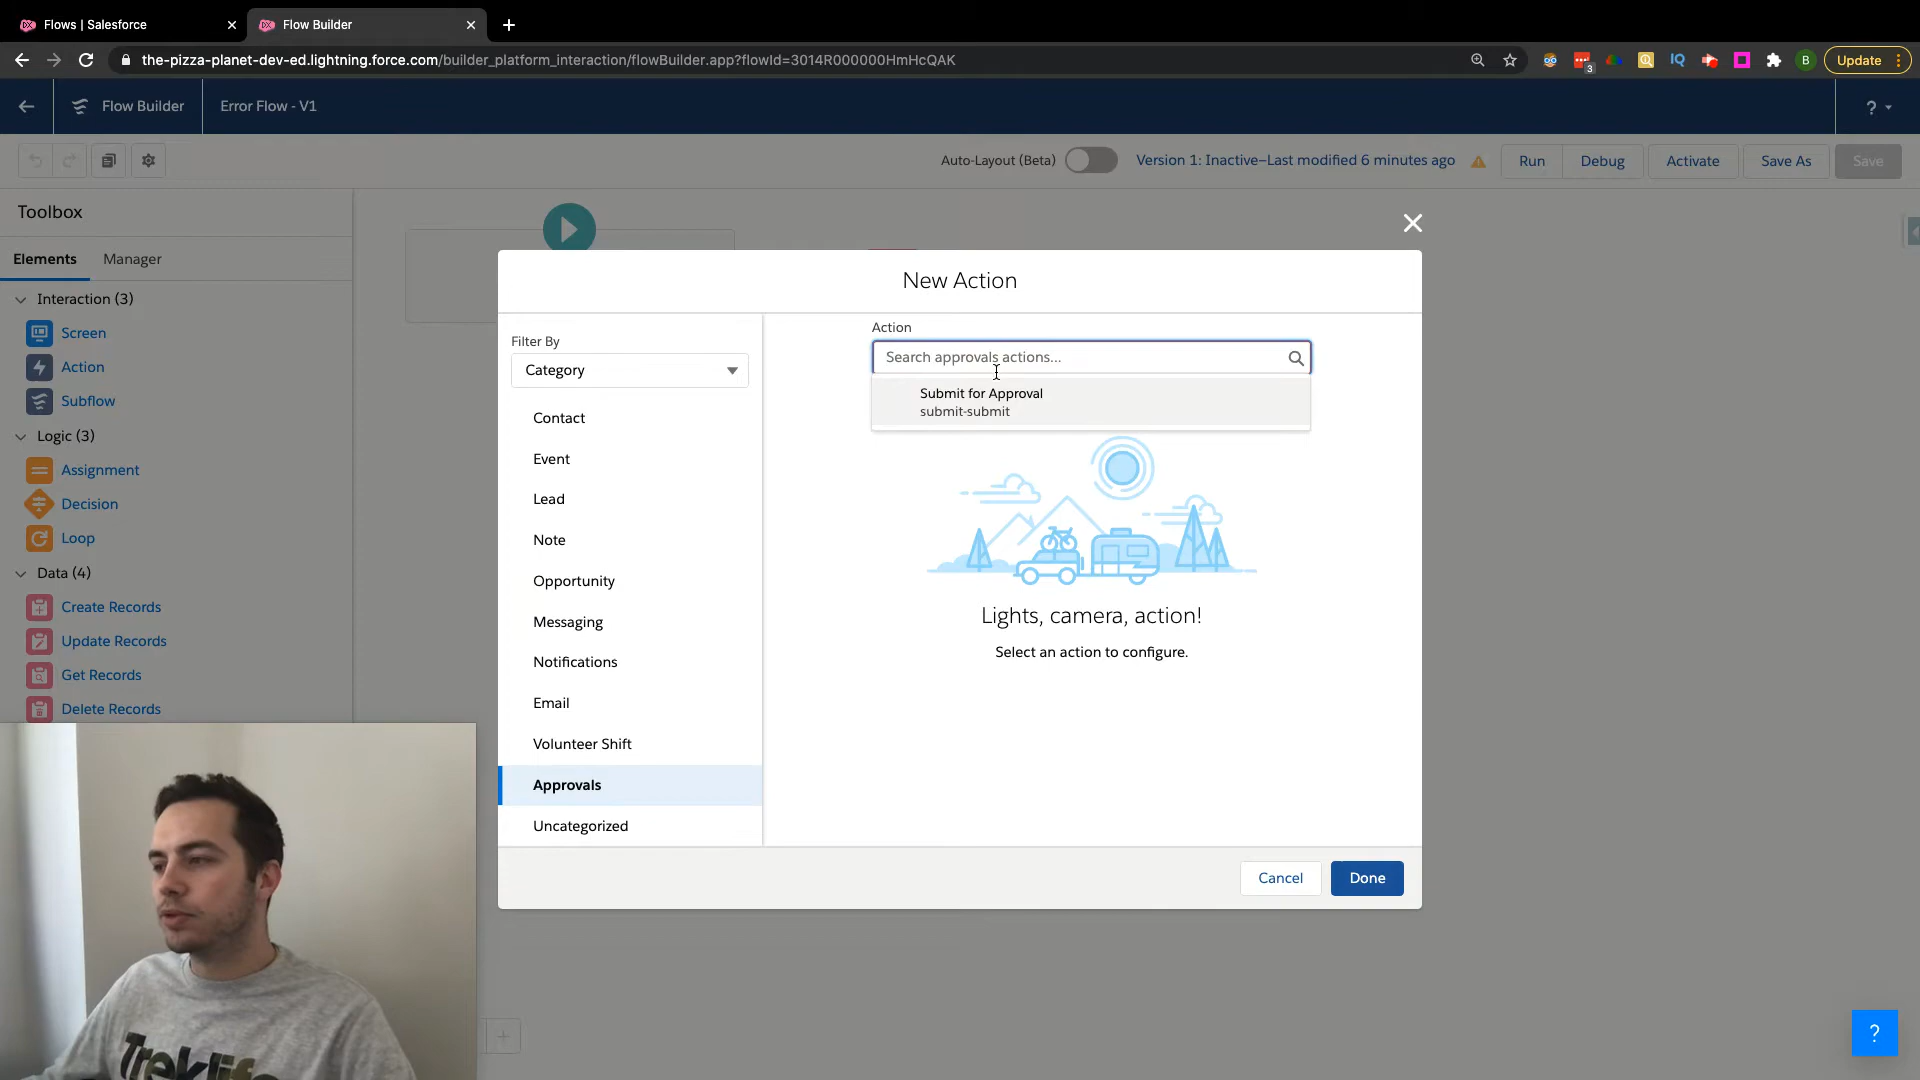 Flows | Salesforce
Flow Builder
the-pizza-planet-dev-ed.lightning.force.com/builder_platform_interaction/flowBuilder.app?flowId=3014R000000HmHcQAK
3
IQ
B
Update
Flow Builder
Error Flow - V1
?
Auto-Layout (Beta)
Version 1: Inactive—Last modified 6 minutes ago
Run
Debug
Activate
Save As
Save
Toolbox
Elements
Manager
Interaction (3)
Screen
Action
Subflow
Logic (3)
Assignment
Decision
Loop
Data (4)
Create Records
Update Records
Get Records
Delete Records
New Action
Filter By
Category
Contact
Event
Lead
Note
Opportunity
Messaging
Notifications
Email
Volunteer Shift
Approvals
Uncategorized
Action
Search approvals actions...
Submit for Approval
submit-submit
Lights, camera, action!
Select an action to configure.
Cancel
Done
Treklife
?